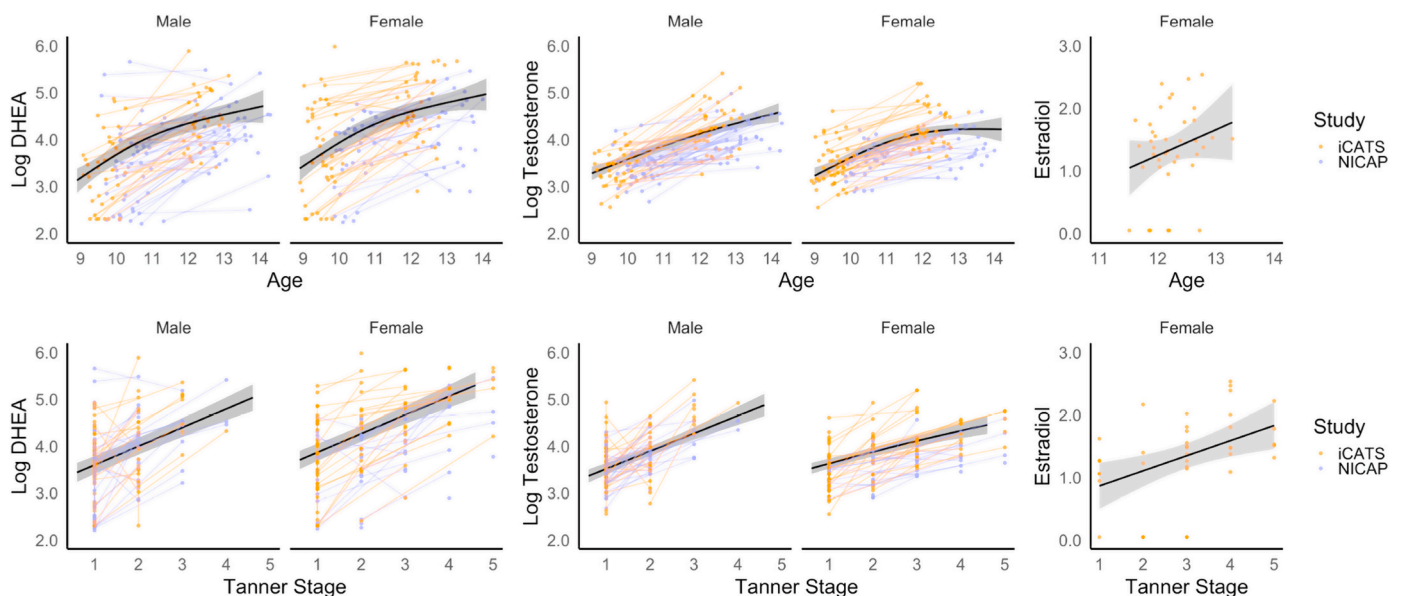 Male
Female
Log DHEA
6.0
5.0
4.0
3.0
2.0
9 10 11 12 13 14
9 10 11 12 13 14
Age
Male
Female
Log Testosterone
6.0
5.0
4.0
3.0
2.0
9 10 11 12 13 14
9 10 11 12 13 14
Age
Female
Estradiol
3.0
2.0
1.0
0.0
11 12 13 14
Age
Study
iCATS
NICAP
Male
Female
Log DHEA
6.0
5.0
4.0
3.0
2.0
1 2 3 4 5
1 2 3 4 5
Tanner Stage
Male
Female
Log Testosterone
6.0
5.0
4.0
3.0
2.0
1 2 3 4 5
1 2 3 4 5
Tanner Stage
Female
Estradiol
3.0
2.0
1.0
0.0
1 2 3 4 5
Tanner Stage
Study
iCATS
NICAP